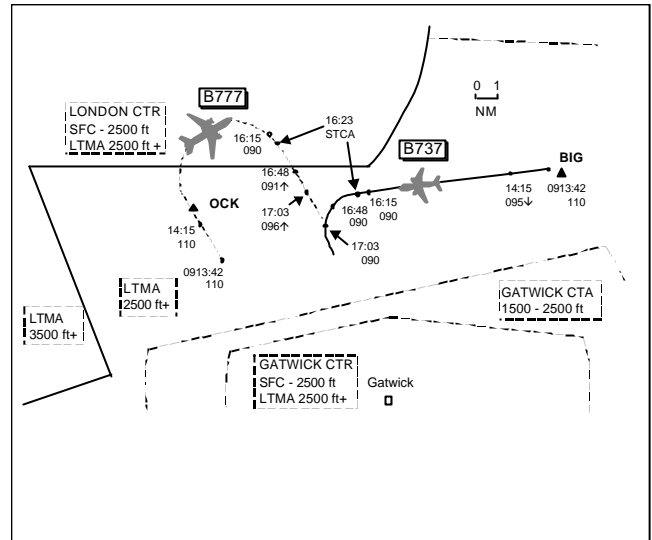 B777
0 1
NM
LONDON CTR
SFC - 2500 ft
LTMA 2500 ft +
16:23
STCA
16:15
090
B737
BIG
16:48
091↑
OCK
17:03
096↑
16:48
090
16:15
090
14:15
095↓
0913:42
110
14:15
110
17:03
090
0913:42
110
LTMA
2500 ft+
GATWICK CTA
1500 - 2500 ft
LTMA
3500 ft+
GATWICK CTR
SFC - 2500 ft
LTMA 2500 ft+
Gatwick